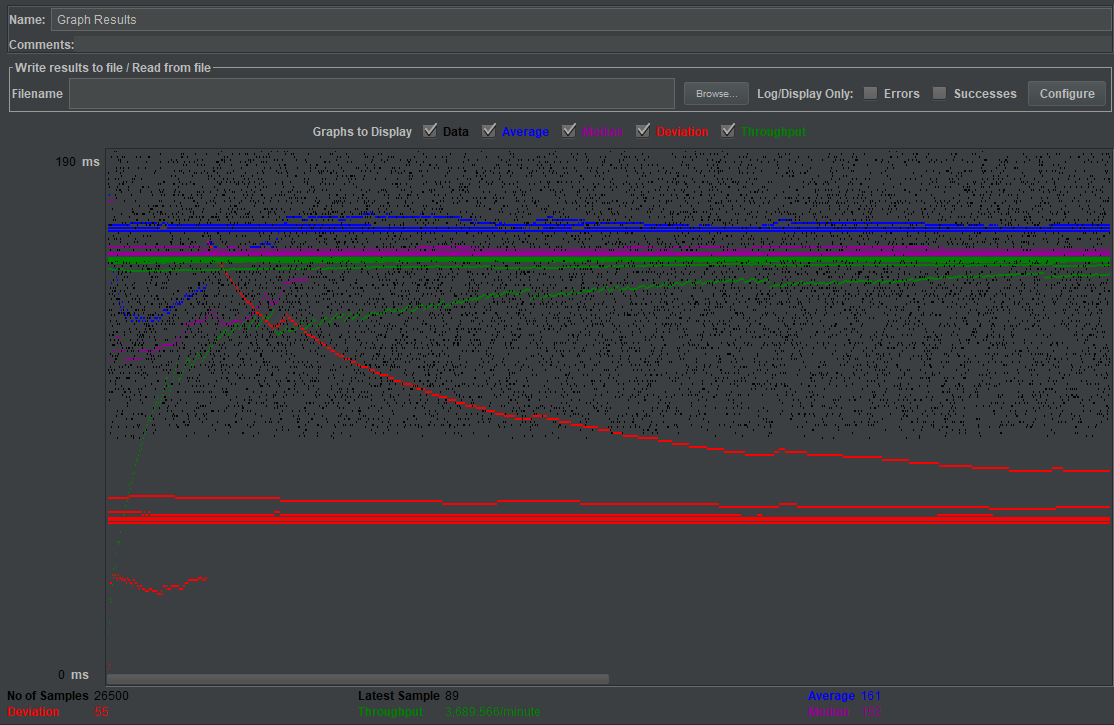 Name: Graph Results
Comments:
Write results to file / Read from file
Filename Browse... Log/Display Only: Errors Successes Configure
Graphs to Display Data Average Median Deviation Throughput
190 ms
0 ms
No of Samples 26500 Latest Sample 89 Average 161
Deviation 55 Throughput 3,689.566/minute Median